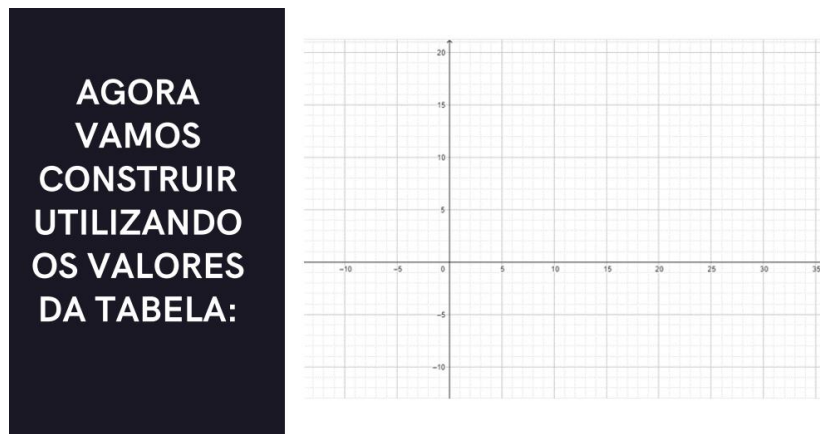 AGORA
VAMOS
CONSTRUIR
UTILIZANDO
OS VALORES
DA TABELA:
20
15
10
5
-10 -5 0 5 10 15 20 25 30 35
-5
-10